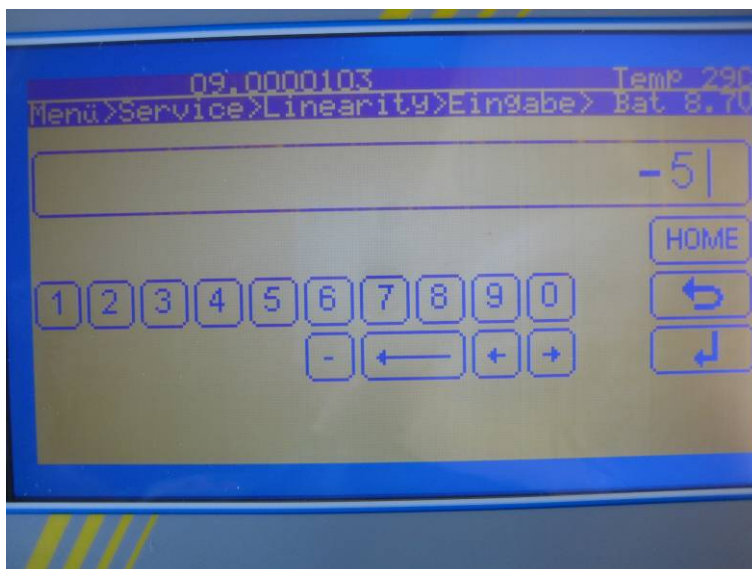 09.0000103 Temp 29C
Menü>Service>Linearity>Eingabe> Bat 8.7V
-5|
HOME
1 2 3 4 5 6 7 8 9 0
-